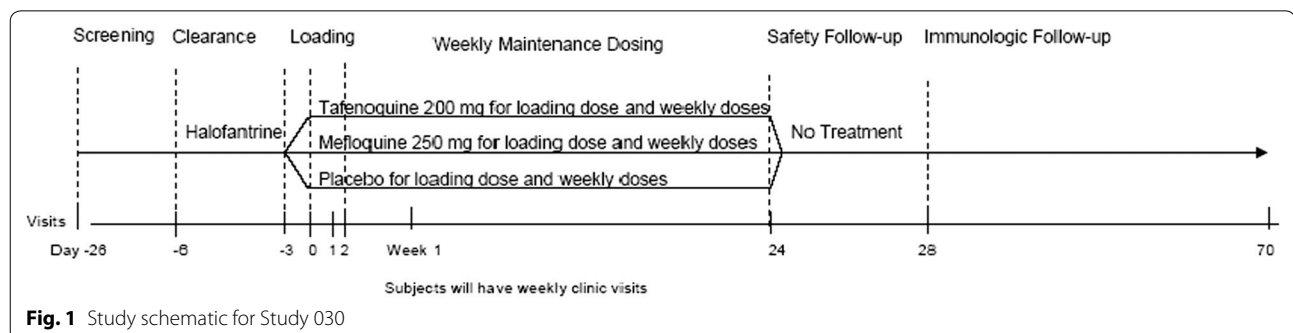 Screening Clearance Loading Weekly Maintenance Dosing Safety Follow-up Immunologic Follow-up
Tafenoquine 200 mg for loading dose and weekly doses
Halofantrine Mefloquine 250 mg for loading dose and weekly doses No Treatment
Placebo for loading dose and weekly doses
Visits
Day -26 -6 -3 0 1 2 Week 1 24 28 70
Subjects will have weekly clinic visits
Fig. 1 Study schematic for Study 030